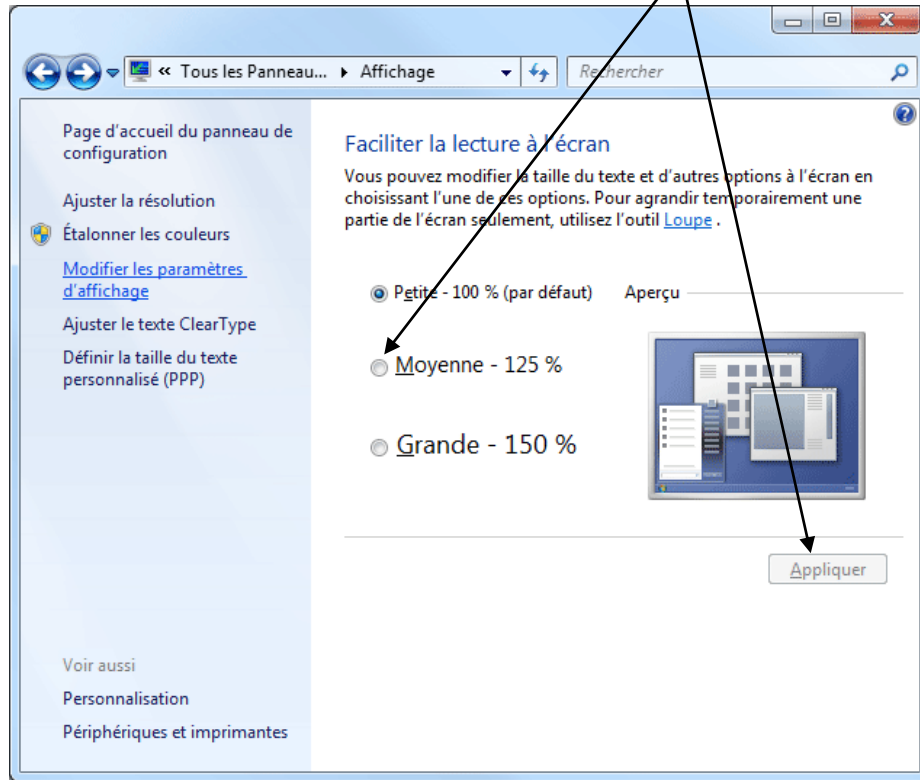 « Tous les Panneau... Affichage
Rechercher
Page d'accueil du panneau de
configuration
Ajuster la résolution
Étalonner les couleurs
Modifier les paramètres
d'affichage
Ajuster le texte ClearType
Définir la taille du texte
personnalisé (PPP)
Voir aussi
Personnalisation
Périphériques et imprimantes
Faciliter la lecture à l'écran
Vous pouvez modifier la taille du texte et d'autres options à l'écran en
choisissant l'une de ces options. Pour agrandir temporairement une
partie de l'écran seulement, utilisez l'outil Loupe .
Petite - 100 % (par défaut)
Aperçu
Moyenne - 125 %
Grande - 150 %
Appliquer